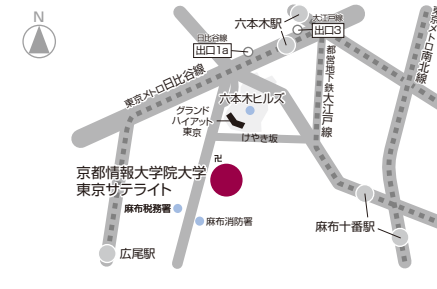 N
六本木駅
大江戸線
出口3
日比谷線
出口1a
東京メトロ日比谷線
都営地下鉄大江戸線
東京メトロ南北線
六本木ヒルズ
グランド
ハイアット
東京
けやき坂
卍
京都情報大学院大学
東京サテライト
麻布税務署
麻布消防署
麻布十番駅
広尾駅